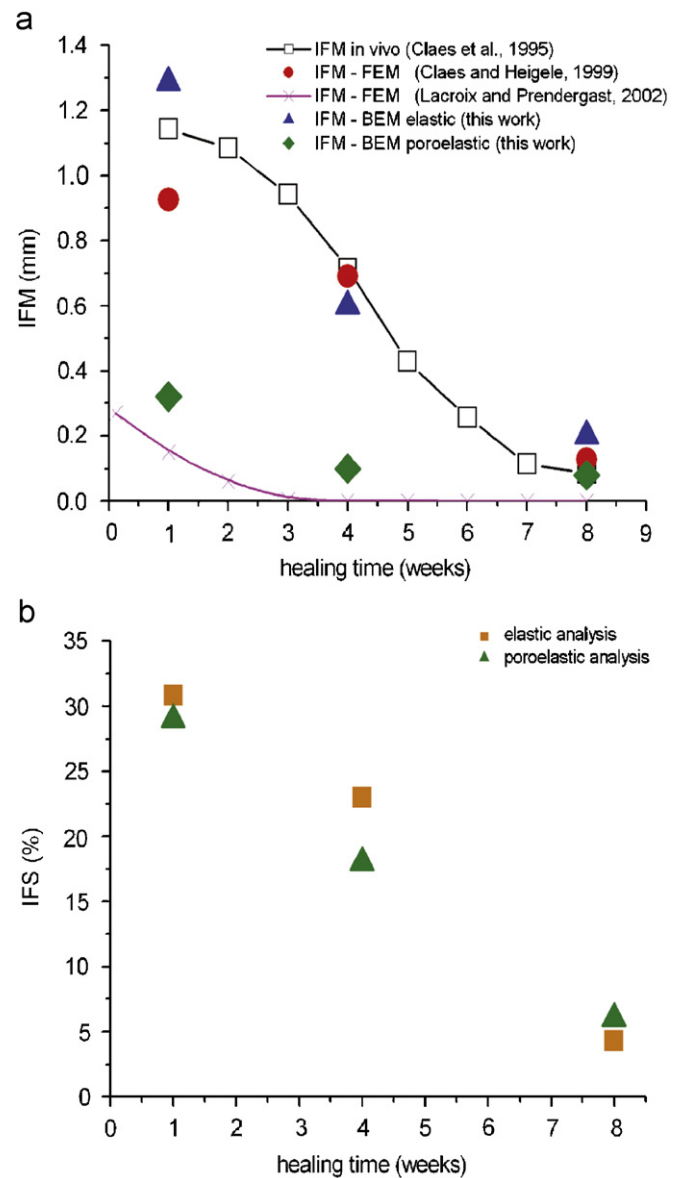 a
IFM in vivo (Claes et al., 1995)
IFM - FEM (Claes and Heigele, 1999)
IFM - FEM (Lacroix and Prendergast, 2002)
IFM - BEM elastic (this work)
IFM - BEM poroelastic (this work)
1.4
1.2
1.0
0.8
0.6
0.4
0.2
0.0
IFM (mm)
0 1 2 3 4 5 6 7 8 9
healing time (weeks)
b
elastic analysis
poroelastic analysis
35
30
25
20
15
10
5
0
IFS (%)
0 1 2 3 4 5 6 7 8
healing time (weeks)